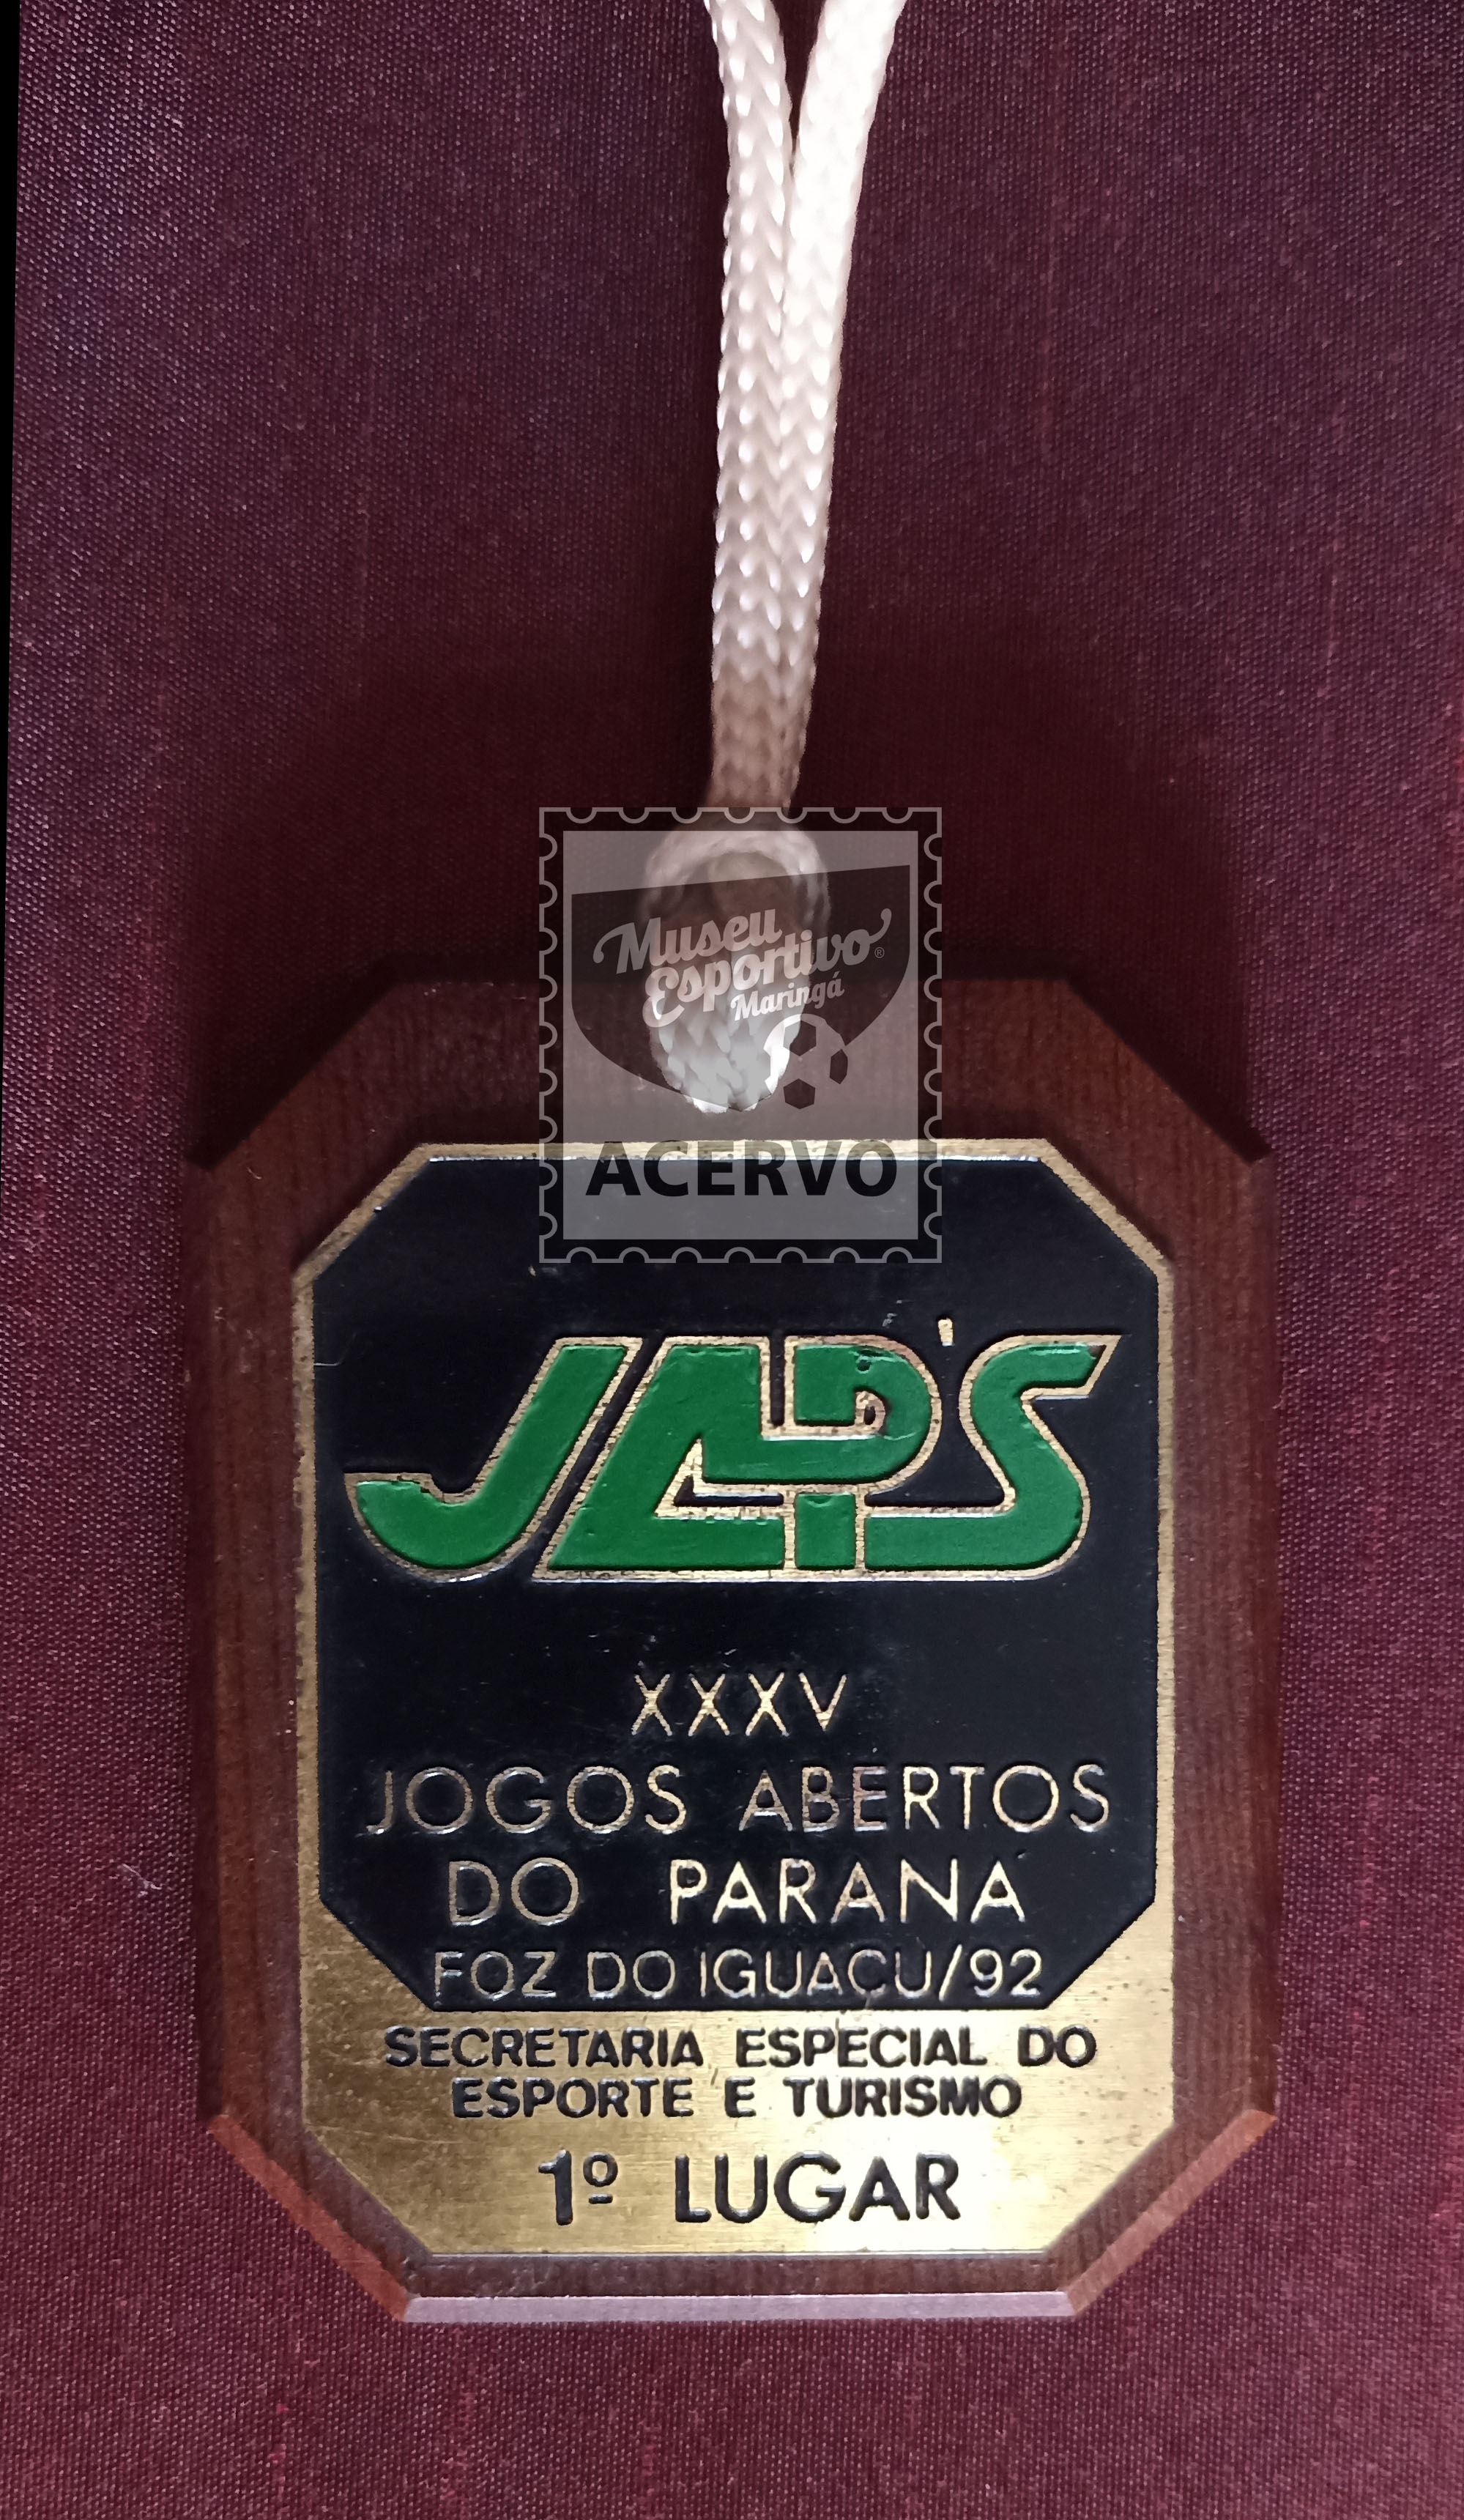 Museu
Esportivo®
Maringá
ACERVO
JAP'S
XXXV
JOGOS ABERTOS
DO PARANÁ
FOZ DO IGUAÇU/92
SECRETARIA ESPECIAL DO
ESPORTE E TURISMO
1º LUGAR